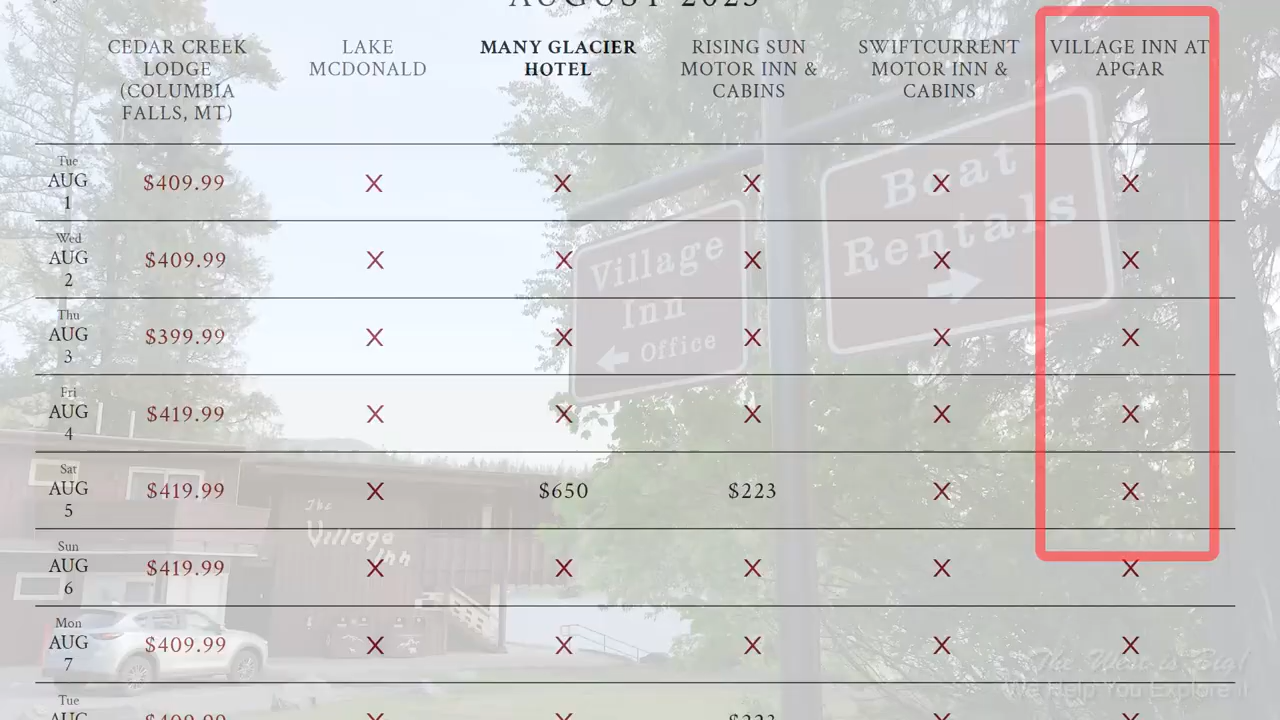 AUGUST 2023
CEDAR CREEK LODGE (COLUMBIA FALLS, MT)
LAKE MCDONALD
MANY GLACIER HOTEL
RISING SUN MOTOR INN & CABINS
SWIFTCURRENT MOTOR INN & CABINS
VILLAGE INN AT APGAR
Tue AUG 1 $409.99 X X X X X
Wed AUG 2 $409.99 X X X X X
Thu AUG 3 $399.99 X X X X X
Fri AUG 4 $419.99 X X X X X
Sat AUG 5 $419.99 X $650 $223 X X
Sun AUG 6 $419.99 X X X X X
Mon AUG 7 $409.99 X X X X X
Tue AUG $409.99 X X $223 X X
Village
Inn
Office
Boat
Rentals
The
Village
Inn
The West is Big!
We Help You Explore it